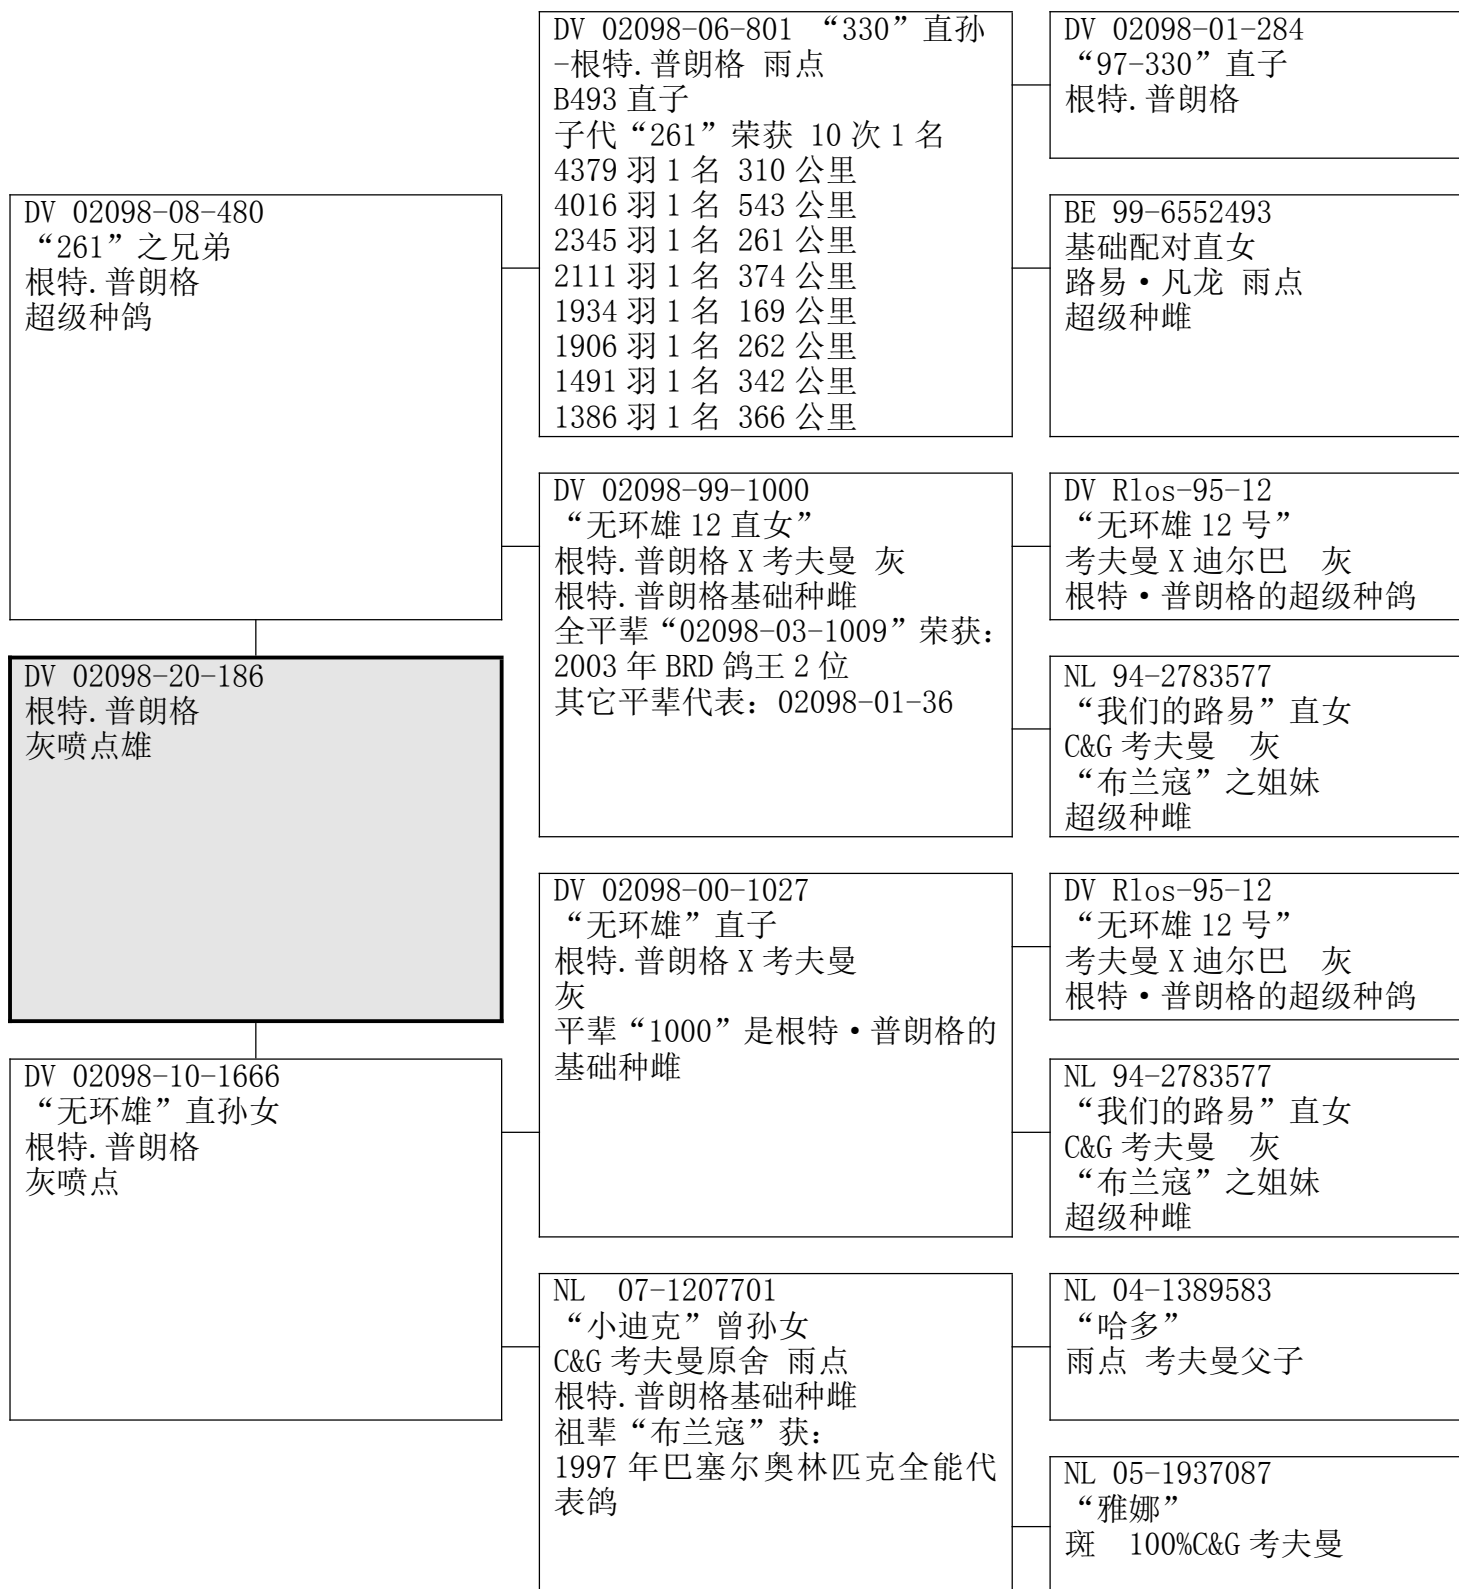 DV 02098-08-480
“261”之兄弟
根特.普朗格
超级种鸽
DV 02098-20-186
根特.普朗格
灰喷点雄
DV 02098-10-1666
“无环雄”直孙女
根特.普朗格
灰喷点
DV 02098-06-801 “330”直孙
-根特.普朗格 雨点
B493 直子
子代“261”荣获 10 次 1 名
4379 羽 1 名 310 公里
4016 羽 1 名 543 公里
2345 羽 1 名 261 公里
2111 羽 1 名 374 公里
1934 羽 1 名 169 公里
1906 羽 1 名 262 公里
1491 羽 1 名 342 公里
1386 羽 1 名 366 公里
DV 02098-99-1000
“无环雄 12 直女”
根特.普朗格 X 考夫曼 灰
根特.普朗格基础种雌
全平辈“02098-03-1009”荣获：
2003 年 BRD 鸽王 2 位
其它平辈代表：02098-01-36
DV 02098-00-1027
“无环雄”直子
根特.普朗格 X 考夫曼
灰
平辈“1000”是根特·普朗格的
基础种雌
NL 07-1207701
“小迪克”曾孙女
C&G 考夫曼原舍 雨点
根特.普朗格基础种雌
祖辈“布兰寇”获：
1997 年巴塞尔奥林匹克全能代
表鸽
DV 02098-01-284
“97-330”直子
根特.普朗格
BE 99-6552493
基础配对直女
路易·凡龙 雨点
超级种雌
DV Rlos-95-12
“无环雄 12 号”
考夫曼 X 迪尔巴 灰
根特·普朗格的超级种鸽
NL 94-2783577
“我们的路易”直女
C&G 考夫曼 灰
“布兰寇”之姐妹
超级种雌
DV Rlos-95-12
“无环雄 12 号”
考夫曼 X 迪尔巴 灰
根特·普朗格的超级种鸽
NL 94-2783577
“我们的路易”直女
C&G 考夫曼 灰
“布兰寇”之姐妹
超级种雌
NL 04-1389583
“哈多”
雨点 考夫曼父子
NL 05-1937087
“雅娜”
斑 100%C&G 考夫曼